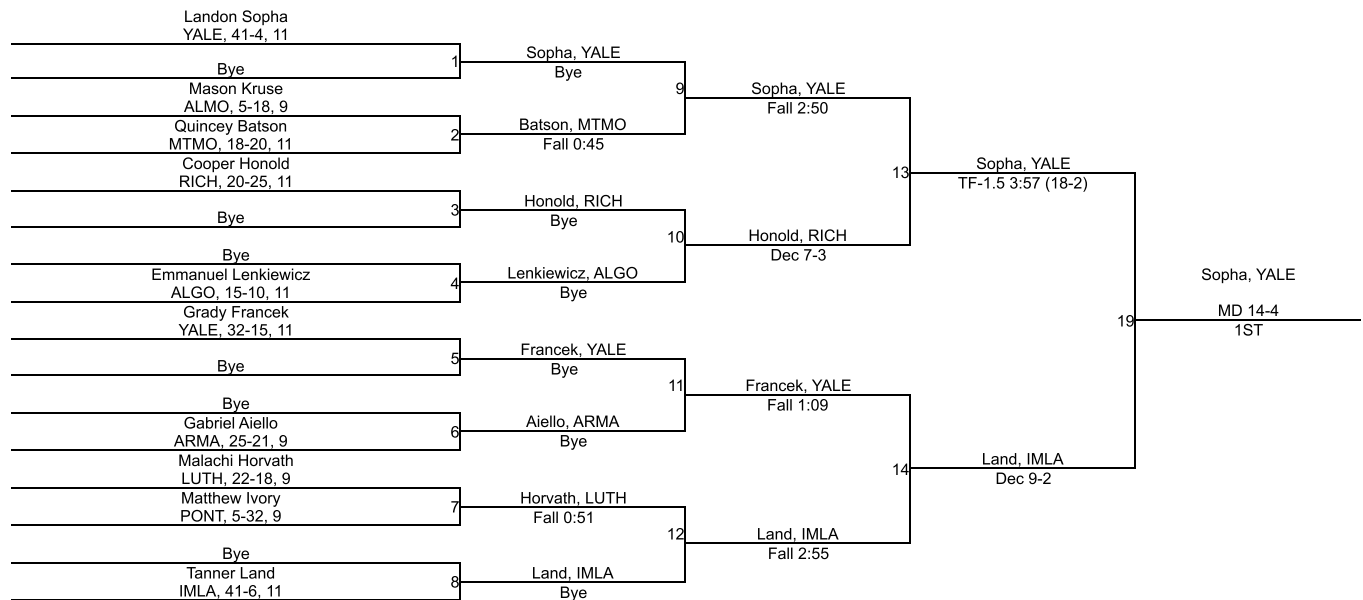 Landon Sopha
YALE, 41-4, 11
Bye
1
Mason Kruse
ALMO, 5-18, 9
Quincey Batson
MTMO, 18-20, 11
2
Cooper Honold
RICH, 20-25, 11
Bye
3
Bye
Emmanuel Lenkiewicz
ALGO, 15-10, 11
4
Grady Francek
YALE, 32-15, 11
Bye
5
Bye
Gabriel Aiello
ARMA, 25-21, 9
6
Malachi Horvath
LUTH, 22-18, 9
Matthew Ivory
PONT, 5-32, 9
7
Bye
Tanner Land
IMLA, 41-6, 11
8
Sopha, YALE
Bye
9
Batson, MTMO
Fall 0:45
Honold, RICH
Bye
10
Lenkiewicz, ALGO
Bye
Francek, YALE
Bye
11
Aiello, ARMA
Bye
Horvath, LUTH
Fall 0:51
12
Land, IMLA
Bye
Sopha, YALE
Fall 2:50
13
Honold, RICH
Dec 7-3
Francek, YALE
Fall 1:09
14
Land, IMLA
Fall 2:55
Sopha, YALE
TF-1.5 3:57 (18-2)
19
Land, IMLA
Dec 9-2
Sopha, YALE
MD 14-4
1ST